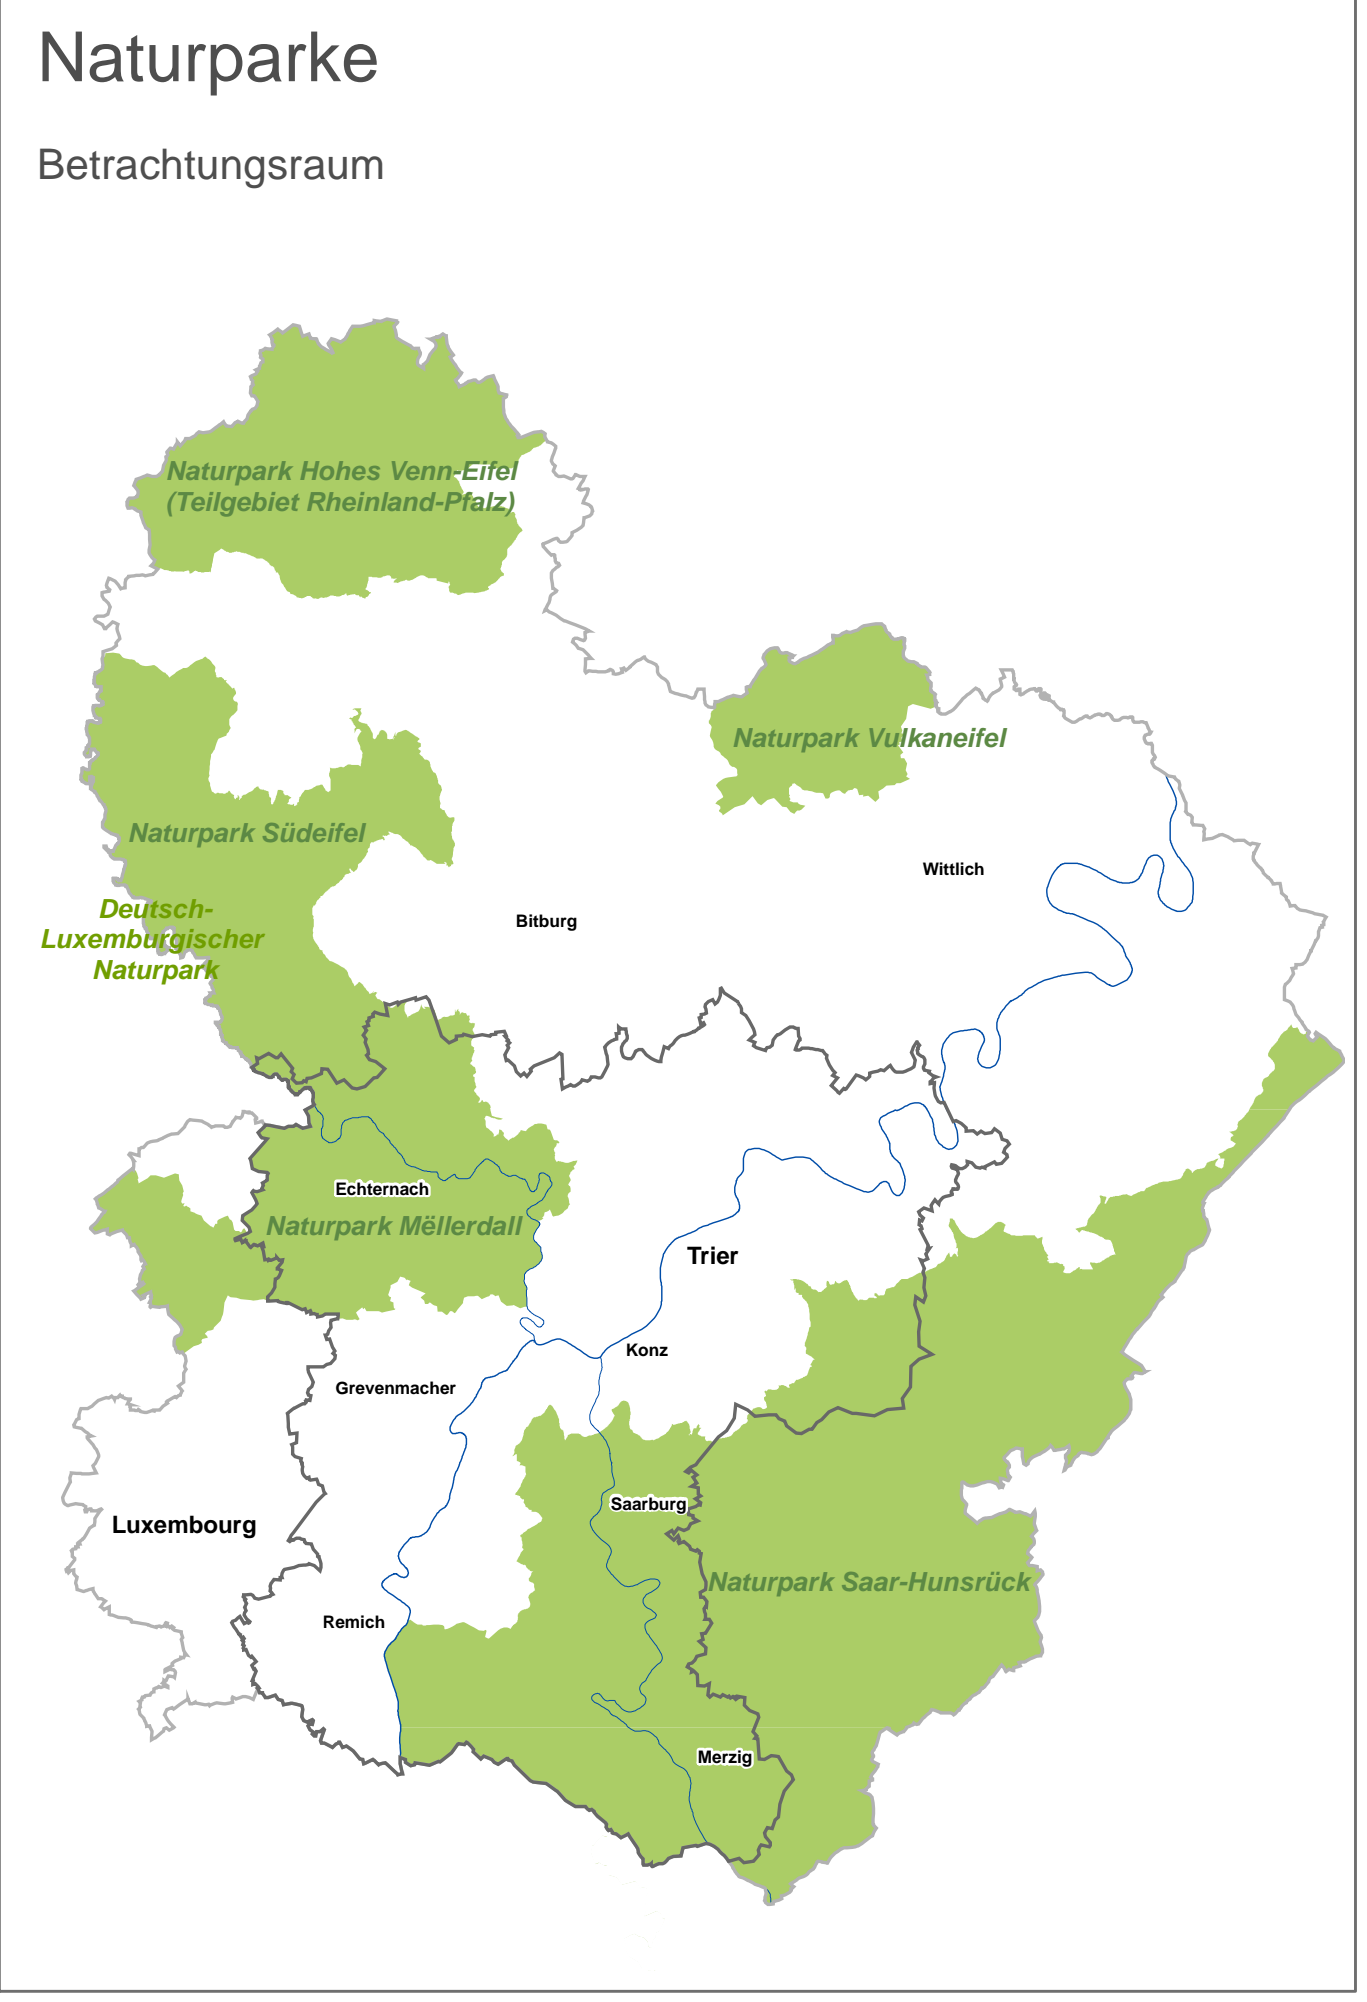 Naturparke
Betrachtungsraum
Naturpark Hohes Venn-Eifel
(Teilgebiet Rheinland-Pfalz)
Naturpark Vulkaneifel
Naturpark Südeifel
Wittlich
Deutsch-
Luxemburgischer
Naturpark
Bitburg
Echternach
Naturpark Mëllerdall
Trier
Konz
Grevenmacher
Saarburg
Luxembourg
Naturpark Saar-Hunsrück
Remich
Merzig